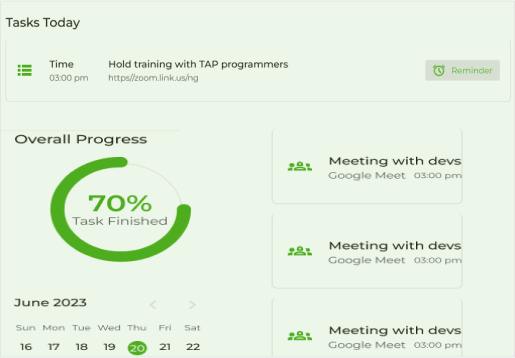 Tasks Today
Time
03:00 pm
Hold training with TAP programmers
https//zoom.link.us/ng
Reminder
Overall Progress
70%
Task Finished
Meeting with devs
Google Meet 03:00 pm
Meeting with devs
Google Meet 03:00 pm
Meeting with devs
Google Meet 03:00 pm
June 2023
< >
Sun Mon Tue Wed Thu Fri Sat
16 17 18 19 20 21 22